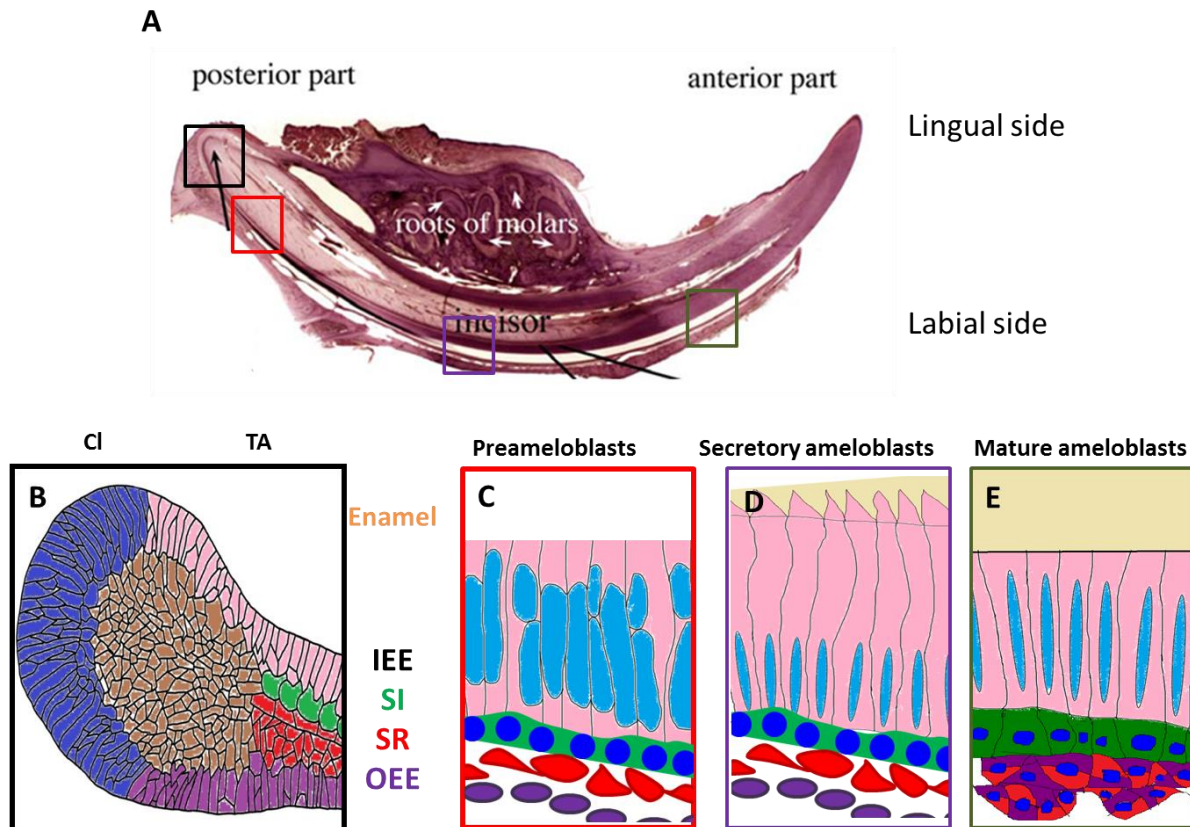 A
posterior part
anterior part
Lingual side
roots of molars
incisor
Labial side
Cl
TA
Preameloblasts
Secretory ameloblasts
Mature ameloblasts
B
Enamel
C
D
E
IEE
SI
SR
OEE